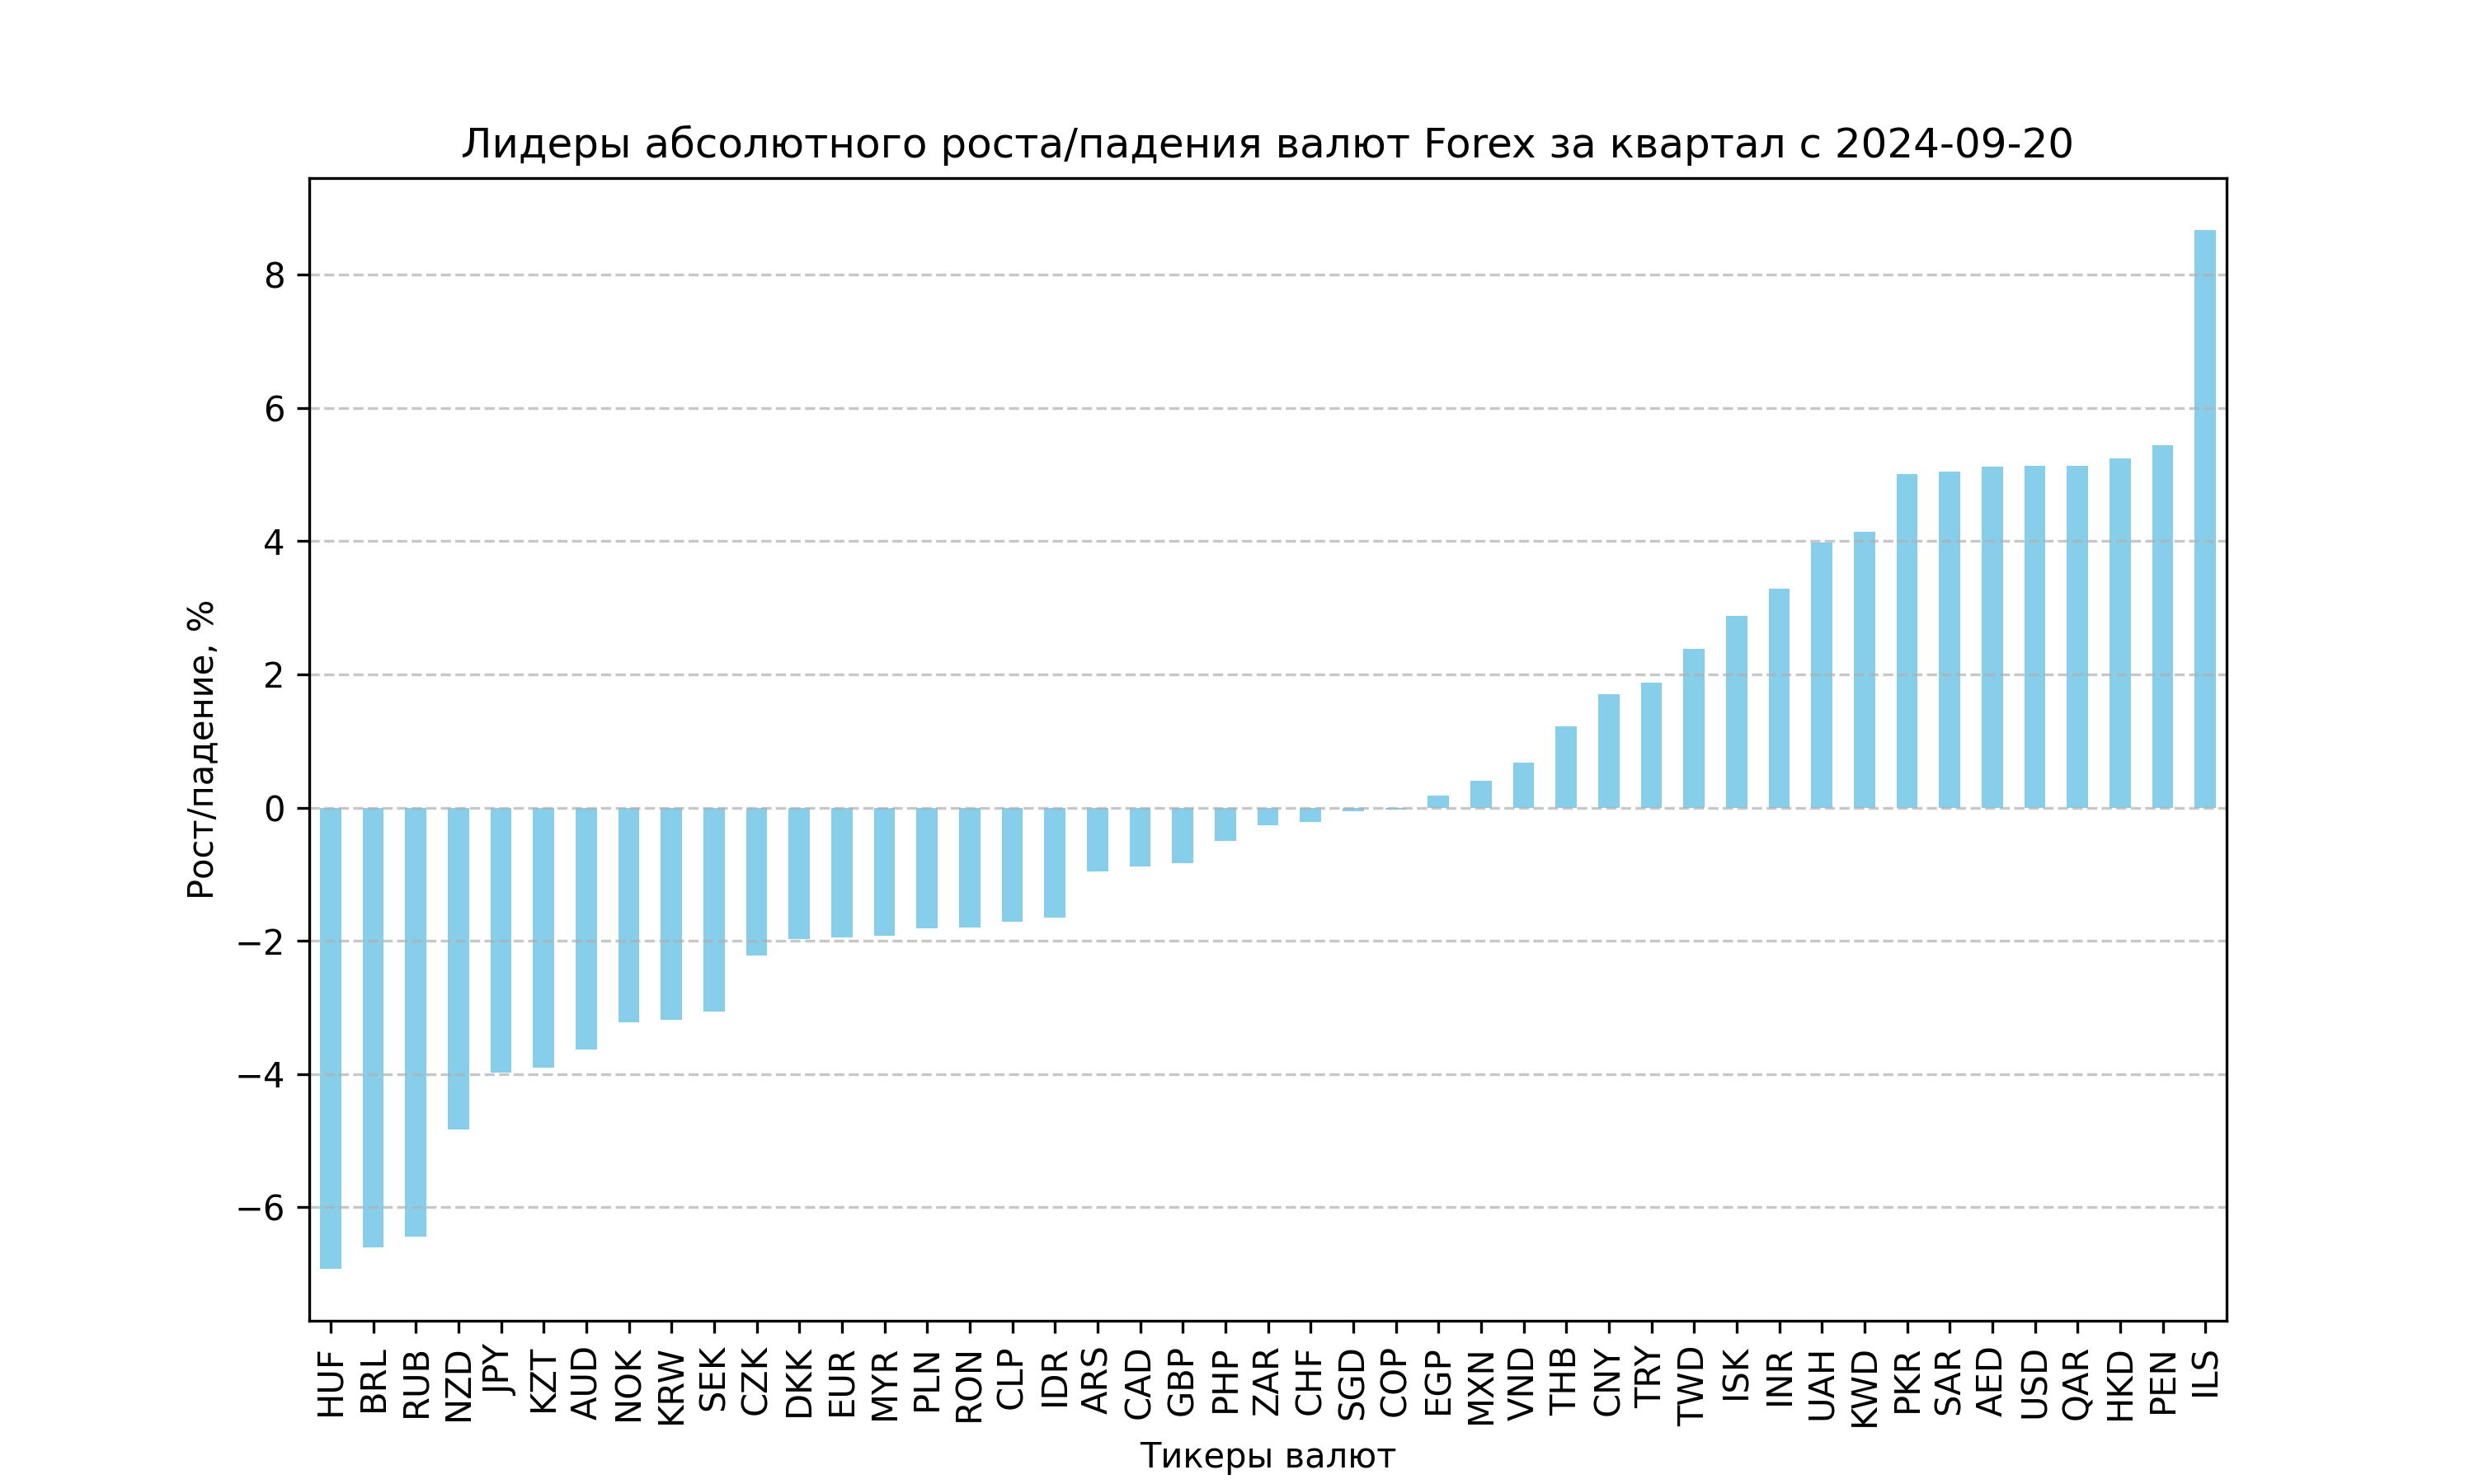 Лидеры абсолютного роста/падения валют Forex за квартал с 2024-09-20
Рост/падение, %
8
6
4
2
0
−2
−4
−6
HUF BRL RUB NZD JPY KZT AUD NOK KRW SEK CZK DKK EUR MYR PLN RON CLP IDR ARS CAD GBP PHP ZAR CHF SGD COP EGP MXN VND THB CNY TRY TWD ISK INR UAH KWD PKR SAR AED USD QAR HKD PEN ILS
Тикеры валют